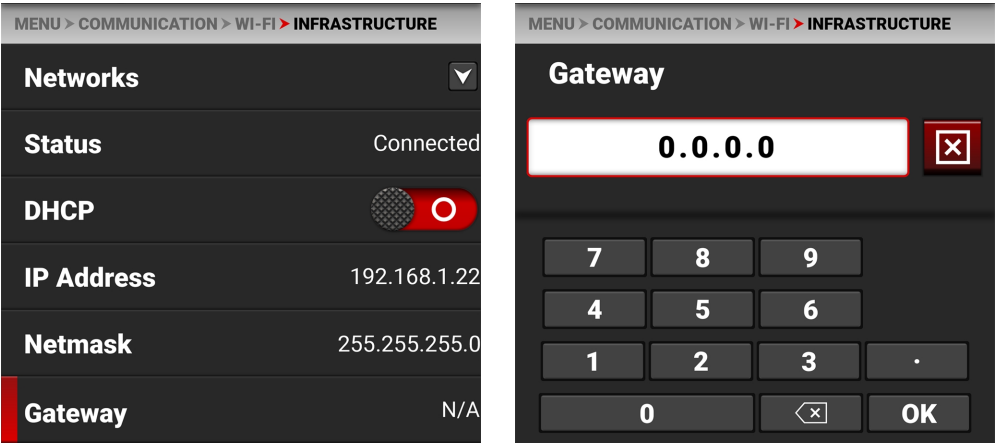 MENU > COMMUNICATION > WI-FI > INFRASTRUCTURE
Networks
Status Connected
DHCP
IP Address 192.168.1.22
Netmask 255.255.255.0
Gateway N/A
MENU > COMMUNICATION > WI-FI > INFRASTRUCTURE
Gateway
0.0.0.0
7 8 9
4 5 6
1 2 3 .
0 OK